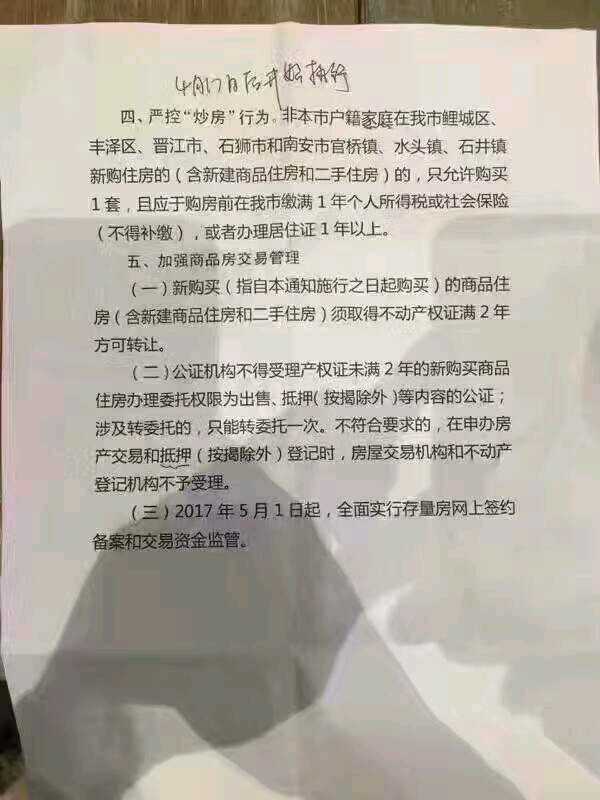 4月17日后开始执行
四、严控“炒房”行为。非本市户籍家庭在我市鲤城区、
丰泽区、晋江市、石狮市和南安市官桥镇、水头镇、石井镇
新购住房的（含新建商品住房和二手住房）的，只允许购买
1套，且应于购房前在我市缴满1年个人所得税或社会保险
（不得补缴），或者办理居住证1年以上。
五、加强商品房交易管理
（一）新购买（指自本通知施行之日起购买）的商品住
房（含新建商品住房和二手住房）须取得不动产权证满2年
方可转让。
（二）公证机构不得受理产权证未满2年的新购买商品
住房办理委托权限为出售、抵押（按揭除外）等内容的公证；
涉及转委托的，只能转委托一次。不符合要求的，在申办房
产交易和抵押（按揭除外）登记时，房屋交易机构和不动产
登记机构不予受理。
（三）2017年5月1日起，全面实行存量房网上签约
备案和交易资金监管。